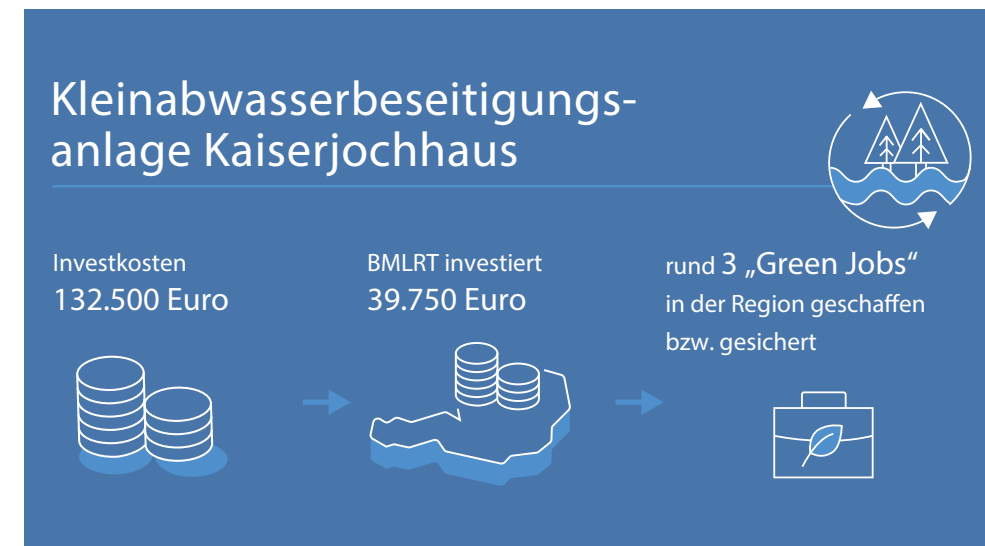 Kleinabwasserbeseitigungs-
anlage Kaiserjochhaus
Investkosten
132.500 Euro
BMLRT investiert
39.750 Euro
rund 3 „Green Jobs“
in der Region geschaffen
bzw. gesichert